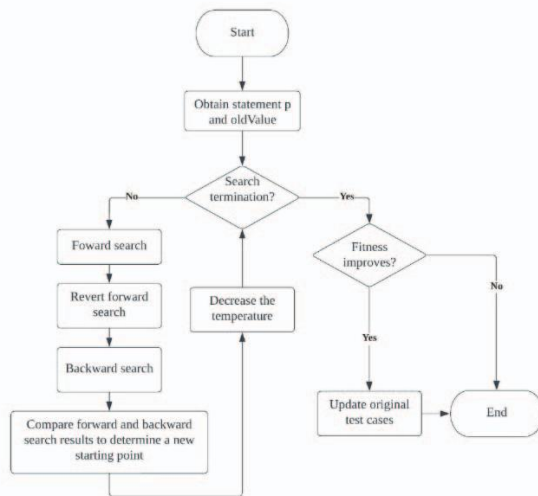 Start
Obtain statement p
and oldValue
Search
termination?
No
Yes
Foward search
Fitness
improves?
Revert forward
search
Decrease the
temperature
No
Yes
Backward search
Update original
test cases
End
Compare forward and backward
search results to determine a new
starting point